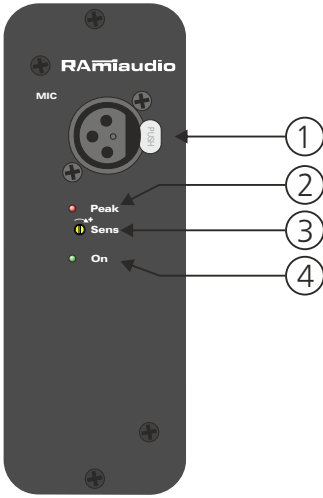 RAmiaudio
MIC
PUSH
1
Peak
2
+
Sens
3
On
4